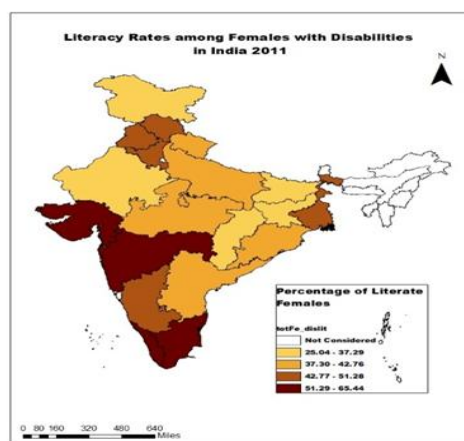 Literacy Rates among Females with Disabilities
in India 2011
N
Percentage of Literate
Females
totFe_dislit
Not Considered
25.04 - 37.29
37.30 - 42.76
42.77 - 51.28
51.29 - 65.44
0 80 160 320 480 640
Miles